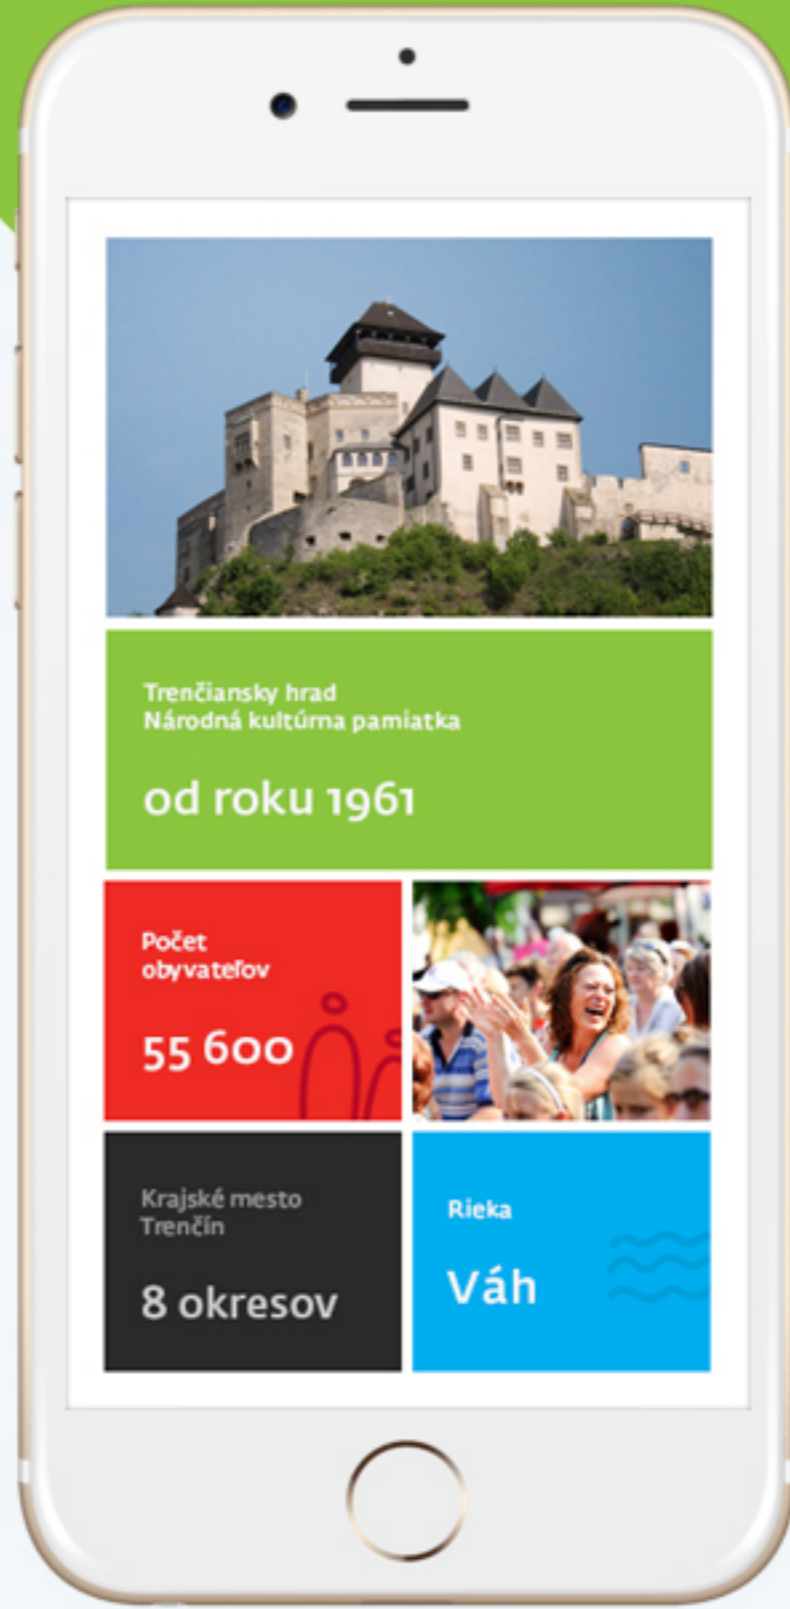 Trenčiansky hrad
Národná kultúrna pamiatka
od roku 1961
Počet
obyvateľov
55 600
Krajské mesto
Trenčín
8 okresov
Rieka
Váh